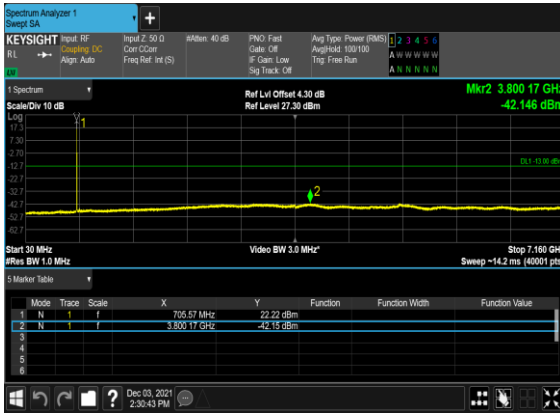 Spectrum Analyzer 1
Swept SA
+
KEYSIGHT Input: RF Input Z: 50 Ω #Atten: 40 dB PNO: Fast Avg Type: Power (RMS) 1 2 3 4 5 6
RL Coupling: DC Corr CCorr Gate: Off Avg|Hold: 100/100 A W W W W W
Align: Auto Freq Ref: Int (S) IF Gain: Low Trig: Free Run
Sig Track: Off A N N N N N
1 Spectrum
Ref Lvl Offset 4.30 dB Mkr2 3.800 17 GHz
Scale/Div 10 dB Ref Level 27.30 dBm -42.146 dBm
Log
17.3
7.30
-2.70
-12.7
DL1 -13.00 dBm
-22.7
-32.7
-42.7
-52.7
-62.7
1
2
Start 30 MHz Video BW 3.0 MHz* Stop 7.160 GHz
#Res BW 1.0 MHz Sweep ~14.2 ms (40001 pts)
5 Marker Table
Mode Trace Scale X Y Function Function Width Function Value
1 N 1 f 705.57 MHz 22.22 dBm
2 N 1 f 3.800 17 GHz -42.15 dBm
3
4
5
6
? Dec 03, 2021
2:30:43 PM